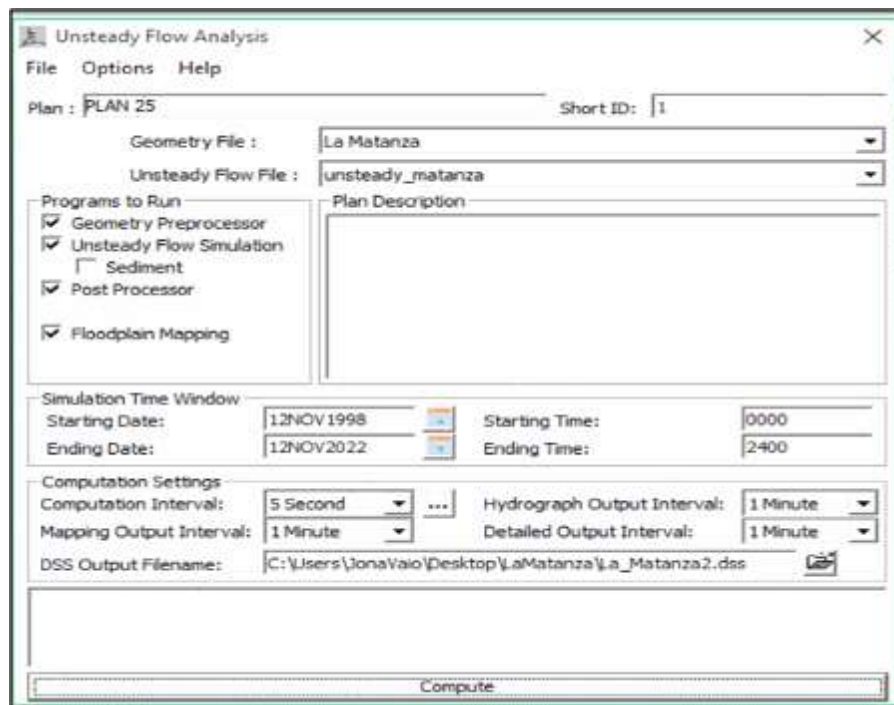 Unsteady Flow Analysis
File Options Help
Plan : PLAN 25 Short ID: 1
Geometry File : La Matanza
Unsteady Flow File : unsteady_matanza
Programs to Run Plan Description
Geometry Preprocessor
Unsteady Flow Simulation
Sediment
Post Processor
Floodplain Mapping
Simulation Time Window
Starting Date: 12NOV1998 Starting Time: 0000
Ending Date: 12NOV2022 Ending Time: 2400
Computation Settings
Computation Interval: 5 Second ... Hydrograph Output Interval: 1 Minute
Mapping Output Interval: 1 Minute Detailed Output Interval: 1 Minute
DSS Output Filename: C:\Users\JonaVaio\Desktop\LaMatanza\La_Matanza2.dss
Compute